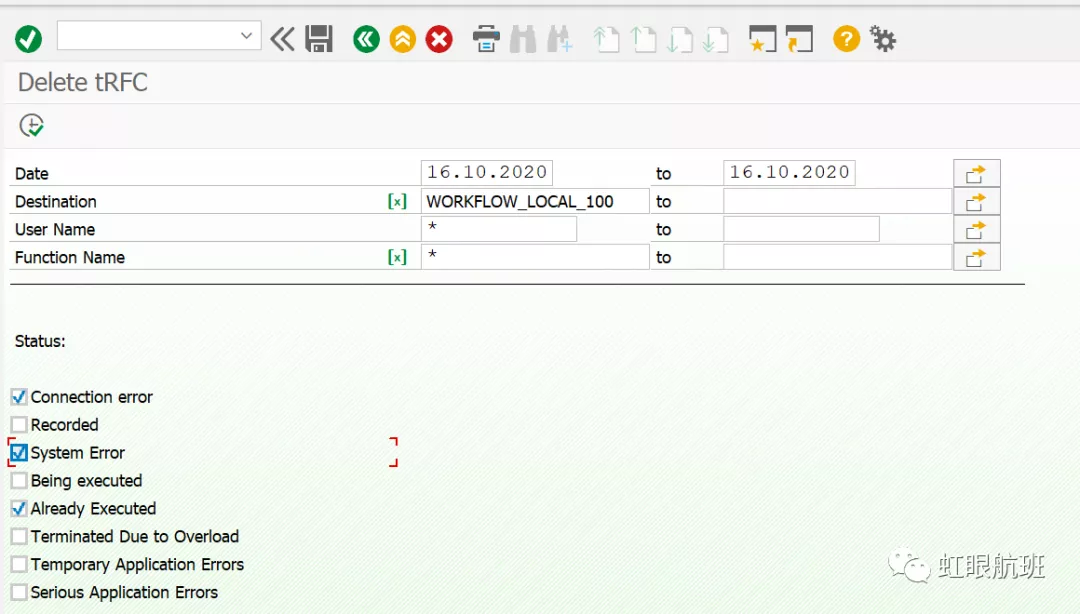 Delete tRFC
Date 16.10.2020 to 16.10.2020
Destination [x] WORKFLOW_LOCAL_100 to
User Name * to
Function Name [x] * to
Status:
Connection error
Recorded
System Error
Being executed
Already Executed
Terminated Due to Overload
Temporary Application Errors
Serious Application Errors
虹眼航班